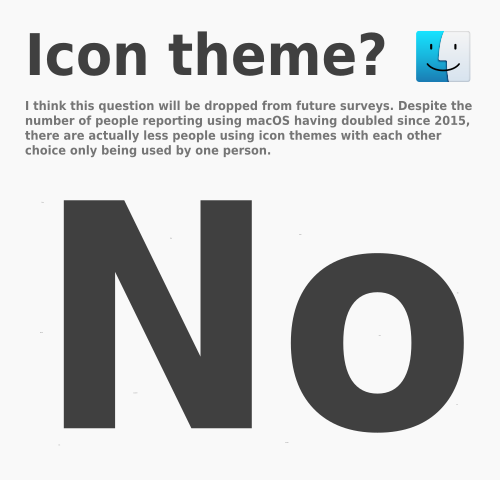 Icon theme?
I think this question will be dropped from future surveys. Despite the
number of people reporting using macOS having doubled since 2015,
there are actually less people using icon themes with each other
choice only being used by one person.
No